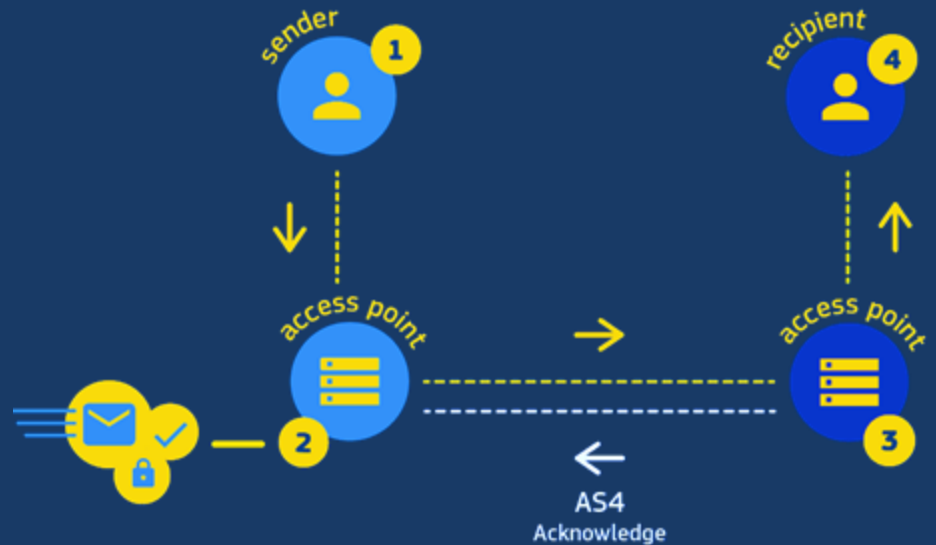 sender
1
recipient
4
access point
2
access point
3
AS4
Acknowledge